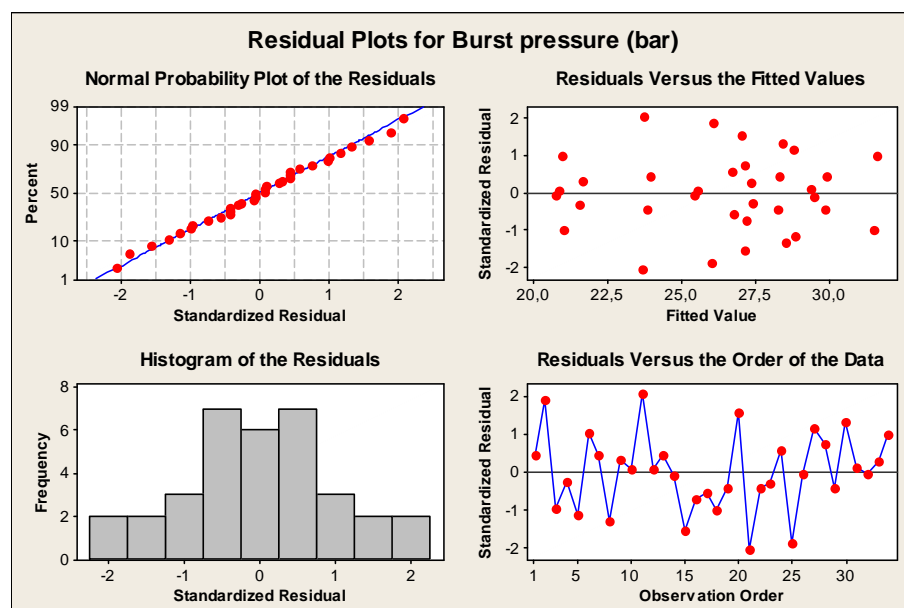 Residual Plots for Burst pressure (bar)
Normal Probability Plot of the Residuals
99
90
50
10
1
Percent
-2 -1 0 1 2
Standardized Residual
Residuals Versus the Fitted Values
2
1
0
-1
-2
Standardized Residual
20,0 22,5 25,0 27,5 30,0
Fitted Value
Histogram of the Residuals
8
6
4
2
0
Frequency
-2 -1 0 1 2
Standardized Residual
Residuals Versus the Order of the Data
2
1
0
-1
-2
Standardized Residual
1 5 10 15 20 25 30
Observation Order